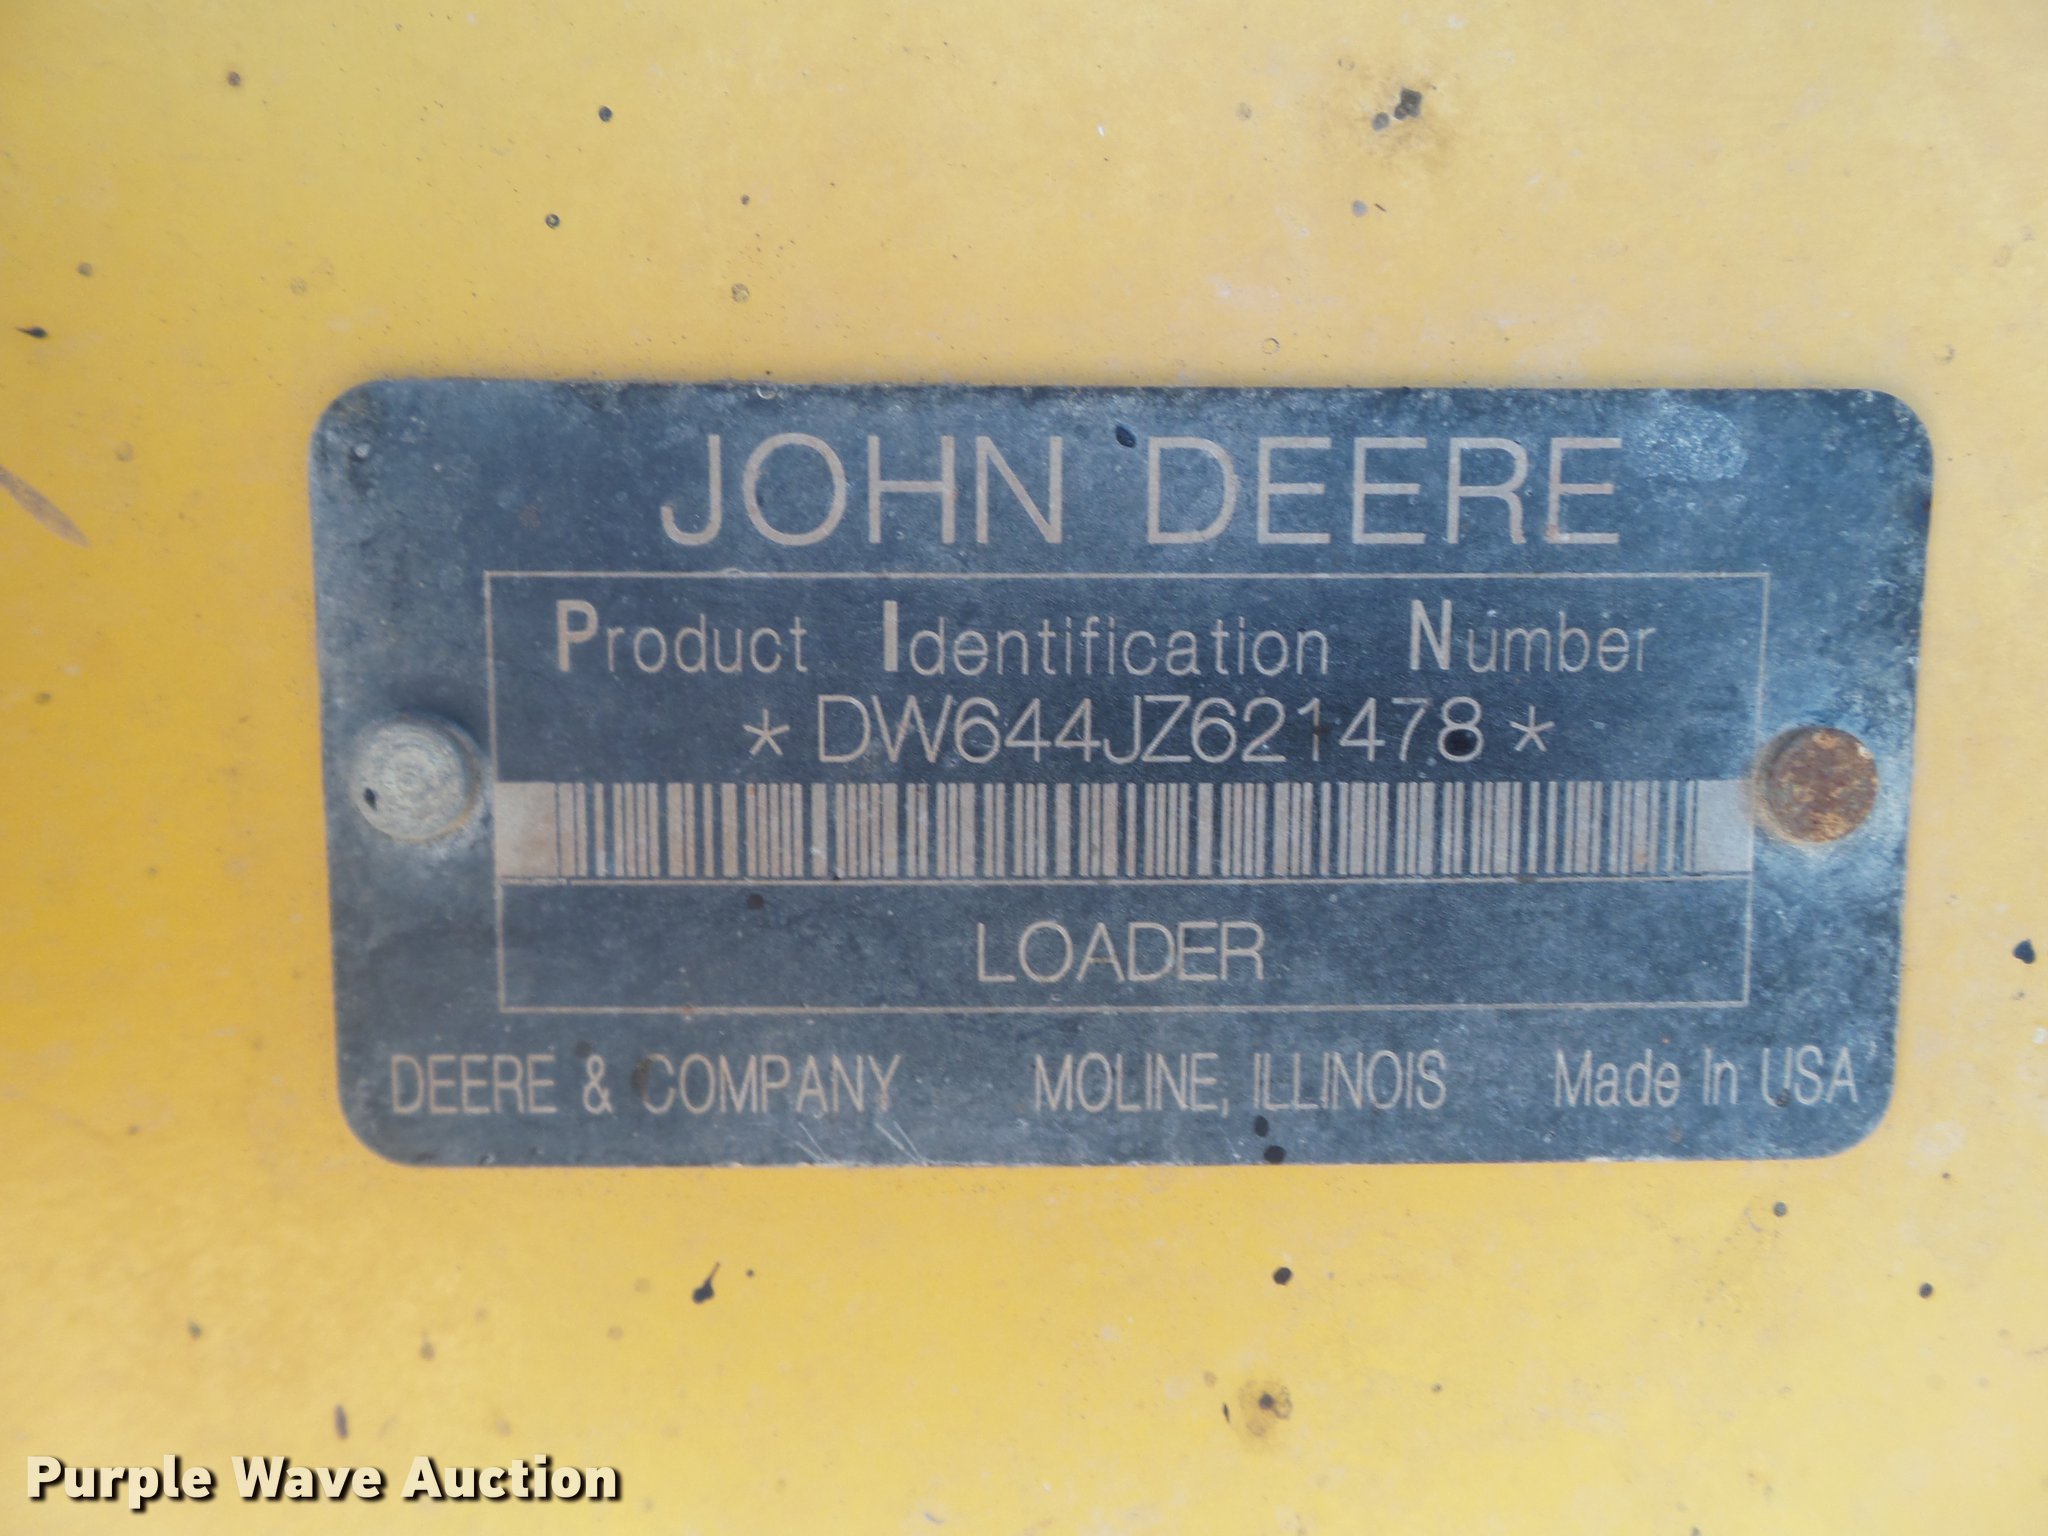 JOHN DEERE
Product Identification Number
*DW644JZ621478*
LOADER
DEERE & COMPANY MOLINE, ILLINOIS Made In USA
Purple Wave Auction